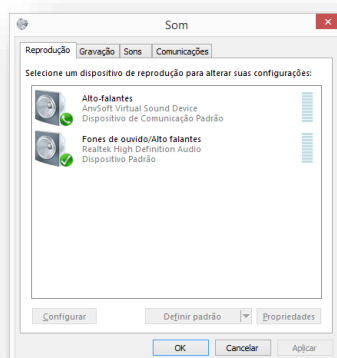 Som
Reprodução Gravação Sons Comunicações
Selecione um dispositivo de reprodução para alterar suas configurações:
Alto-falantes
AnvSoft Virtual Sound Device
Dispositivo de Comunicação Padrão
Fones de ouvido/Alto falantes
Realtek High Definition Audio
Dispositivo Padrão
Configurar Definir padrão Propriedades
OK Cancelar Aplicar